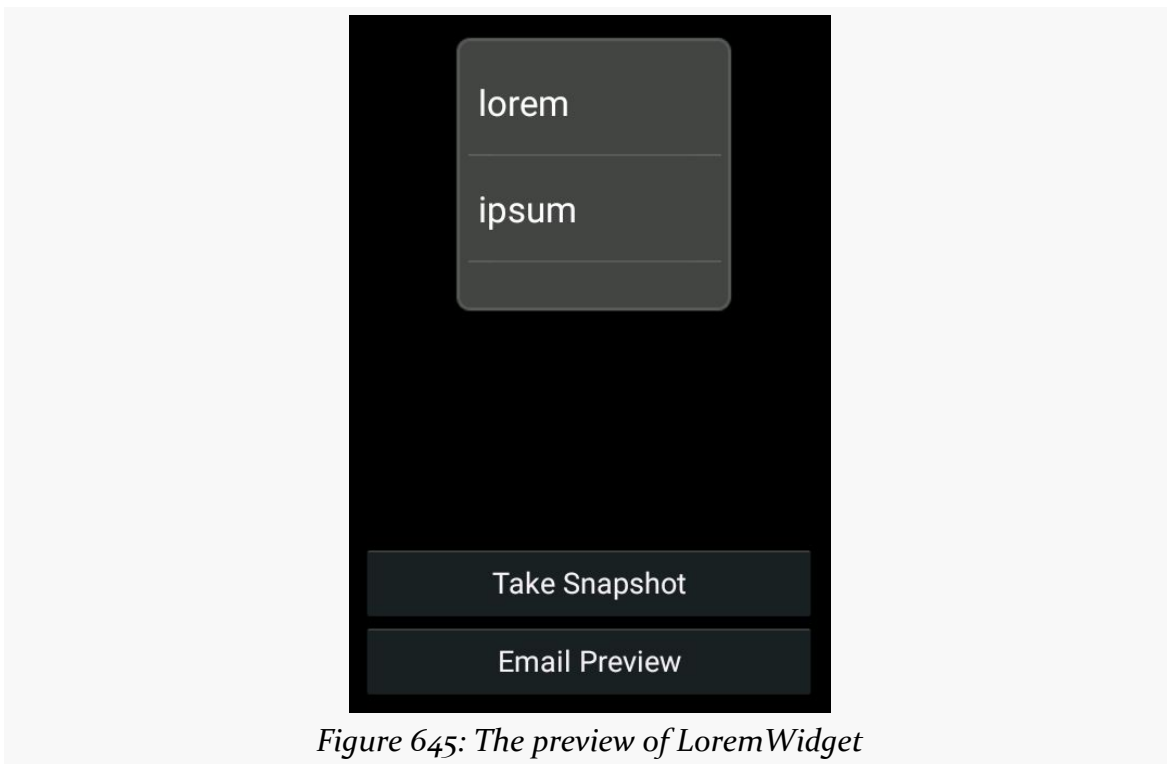 lorem
ipsum
Take Snapshot
Email Preview
Figure 645: The preview of LoremWidget